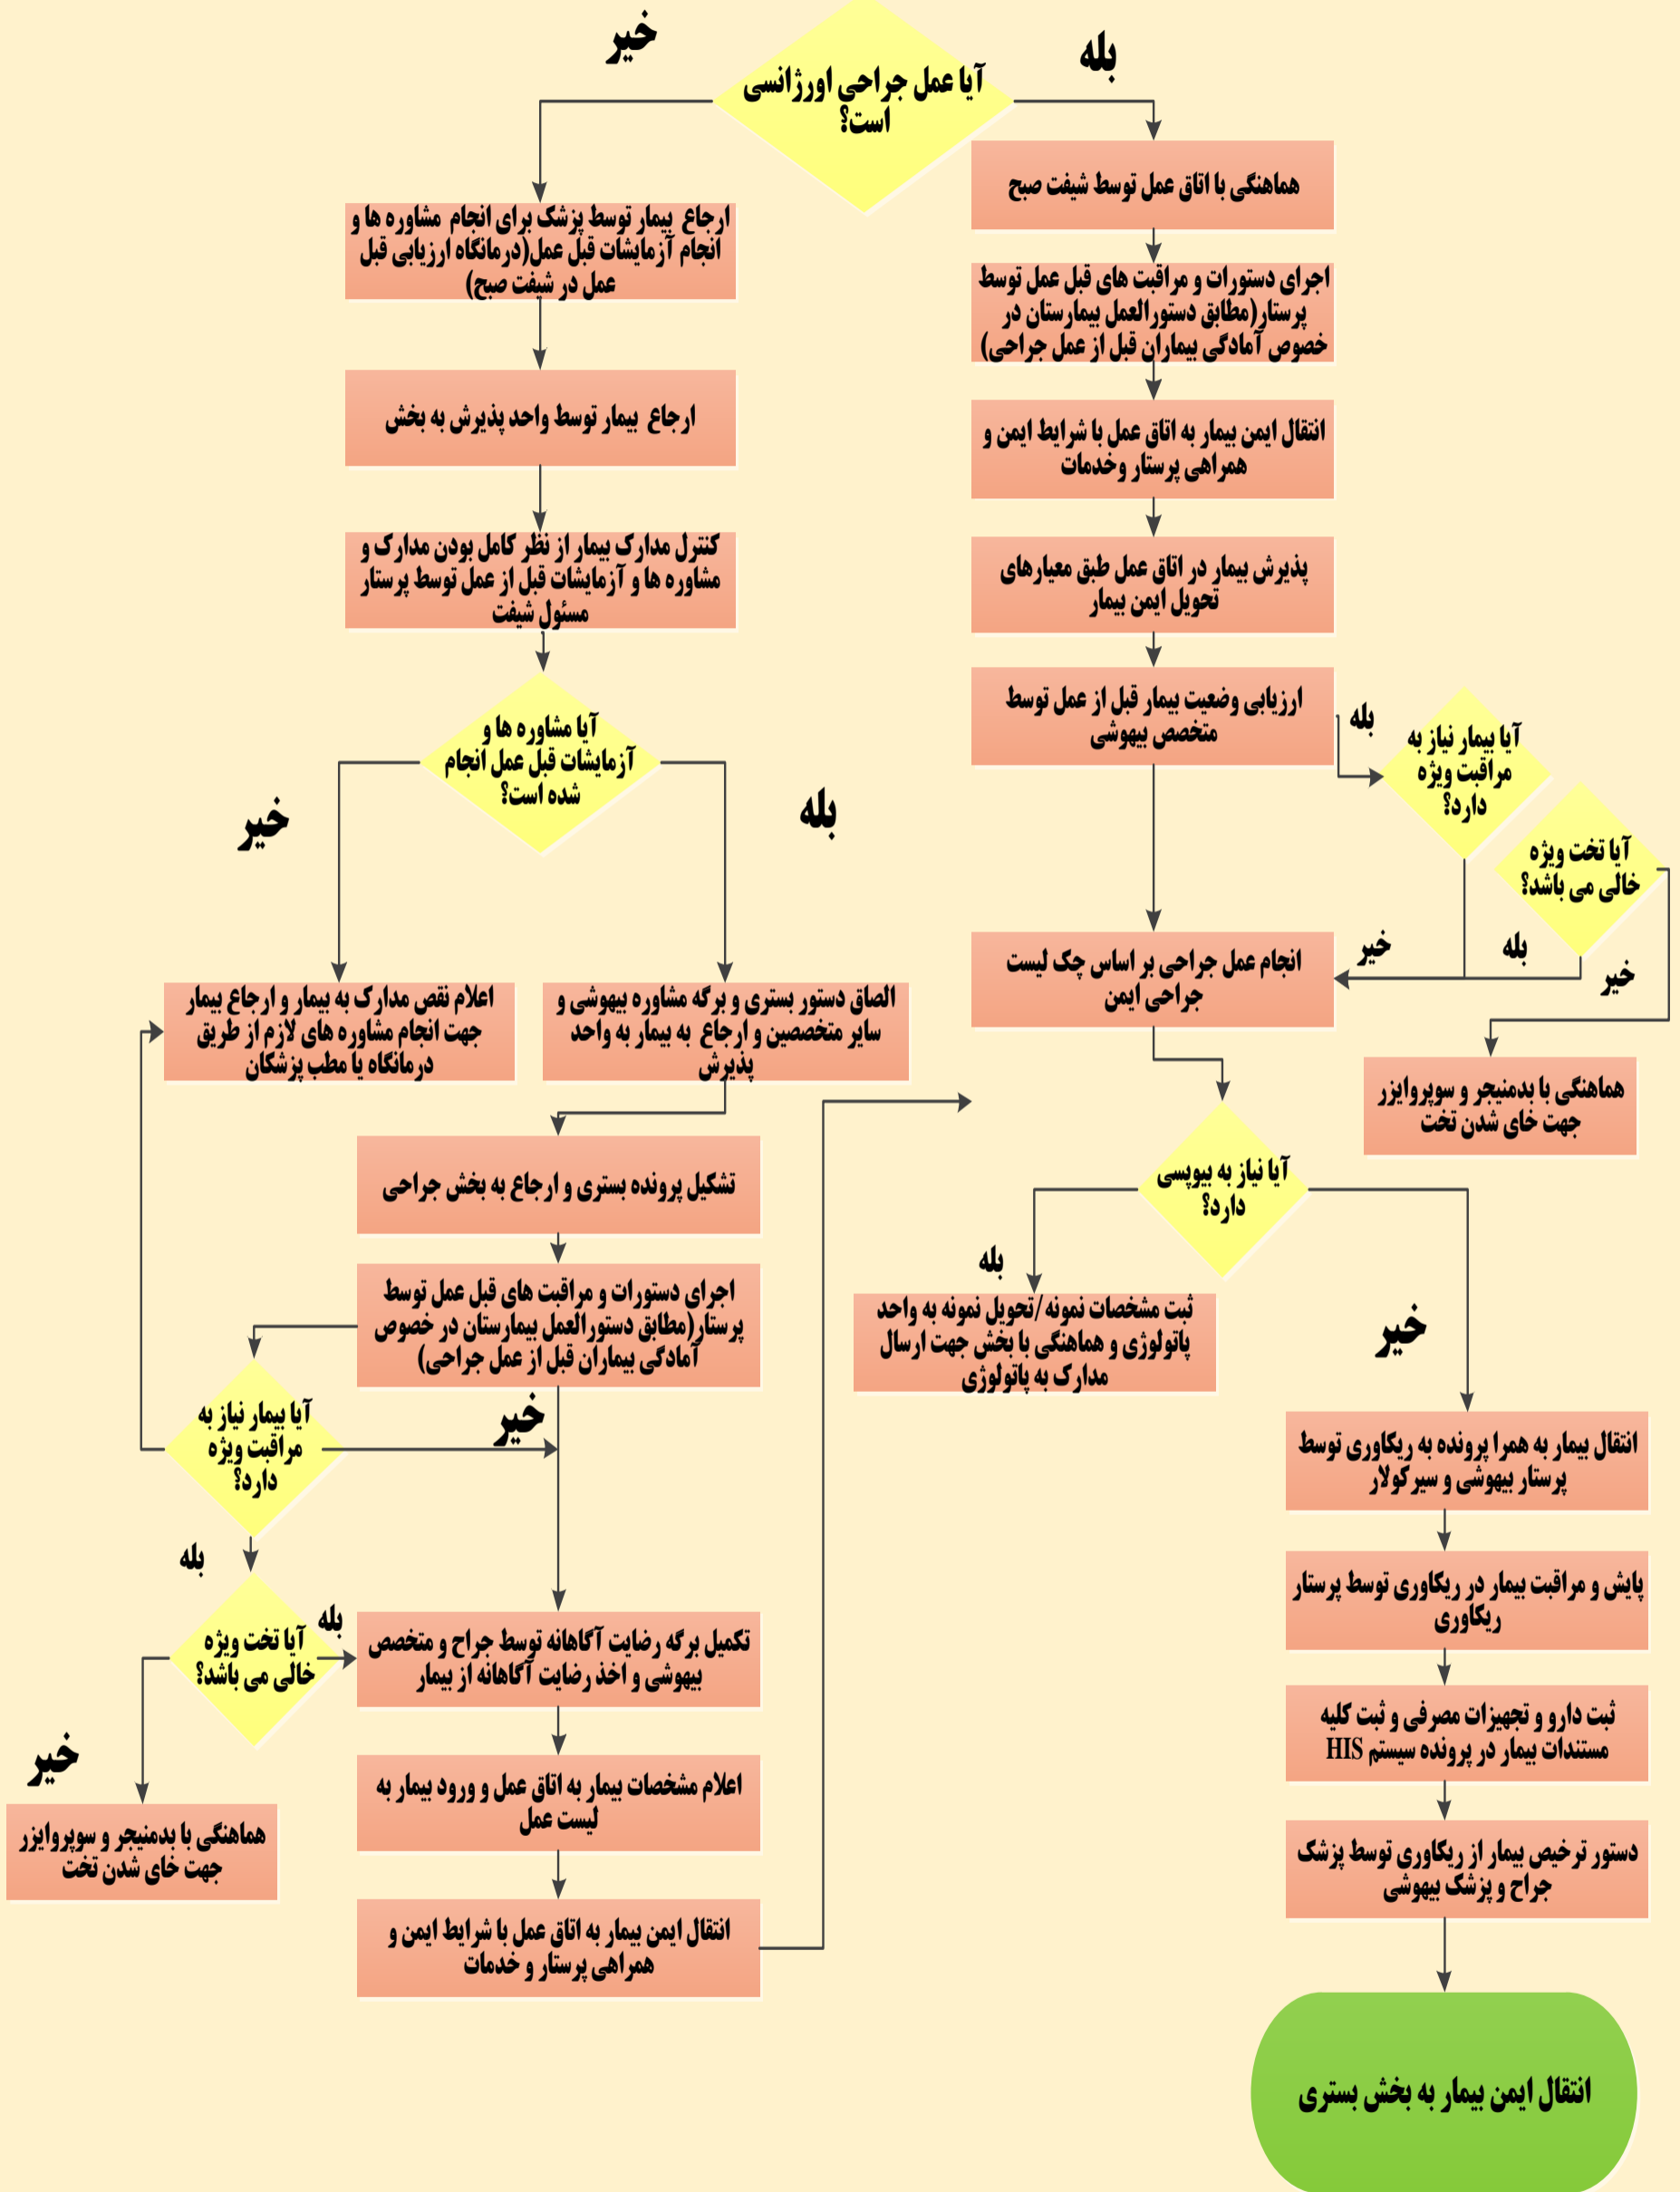 خیر
بله
آیا عمل جراحی اورژانسی
است؟
هماهنگی با اتاق عمل توسط شیفت صبح
اجرای دستورات و مراقبت های قبل عمل توسط
پرستار(مطابق دستورالعمل بیمارستان در
خصوص آمادگی بیماران قبل از عمل جراحی)
انتقال ایمن بیمار به اتاق عمل با شرایط ایمن و
همراهی پرستار وخدمات
پذیرش بیمار در اتاق عمل طبق معیارهای
تحویل ایمن بیمار
ارزیابی وضعیت بیمار قبل از عمل توسط
متخصص بیهوشی
بله
آیا بیمار نیاز به
مراقبت ویژه
دارد؟
آیا تخت ویژه
خالی می باشد؟
خیر
بله
خیر
انجام عمل جراحی بر اساس چک لیست
جراحی ایمن
هماهنگی با بدمنیجر و سوپروایزر
جهت خای شدن تخت
آیا نیاز به بیوپسی
دارد؟
بله
ثبت مشخصات نمونه/تحویل نمونه به واحد
پاتولوژی و هماهنگی با بخش جهت ارسال
مدارک به پاتولوژی
خیر
انتقال بیمار به همرا پرونده به ریکاوری توسط
پرستار بیهوشی و سیرکولار
پایش و مراقبت بیمار در ریکاوری توسط پرستار
ریکاوری
ثبت دارو و تجهیزات مصرفی و ثبت کلیه
مستندات بیمار در پرونده سیستم HIS
دستور ترخیص بیمار از ریکاوری توسط پزشک
جراح و پزشک بیهوشی
انتقال ایمن بیمار به بخش بستری
ارجاع بیمار توسط پزشک برای انجام مشاوره ها و
انجام آزمایشات قبل عمل(درمانگاه ارزیابی قبل
عمل در شیفت صبح)
ارجاع بیمار توسط واحد پذیرش به بخش
کنترل مدارک بیمار از نظر کامل بودن مدارک و
مشاوره ها و آزمایشات قبل از عمل توسط پرستار
مسئول شیفت
آیا مشاوره ها و
آزمایشات قبل عمل انجام
شده است؟
بله
خیر
الصاق دستور بستری و برگه مشاوره بیهوشی و
سایر متخصصین و ارجاع به بیمار به واحد
پذیرش
اعلام نقص مدارک به بیمار و ارجاع بیمار
جهت انجام مشاوره های لازم از طریق
درمانگاه یا مطب پزشکان
تشکیل پرونده بستری و ارجاع به بخش جراحی
اجرای دستورات و مراقبت های قبل عمل توسط
پرستار(مطابق دستورالعمل بیمارستان در خصوص
آمادگی بیماران قبل از عمل جراحی)
خیر
آیا بیمار نیاز به
مراقبت ویژه
دارد؟
بله
بله
آیا تخت ویژه
خالی می باشد؟
تکمیل برگه رضایت آگاهانه توسط جراح و متخصص
بیهوشی و اخذ رضایت آگاهانه از بیمار
خیر
اعلام مشخصات بیمار به اتاق عمل و ورود بیمار به
لیست عمل
هماهنگی با بدمنیجر و سوپروایزر
جهت خای شدن تخت
انتقال ایمن بیمار به اتاق عمل با شرایط ایمن و
همراهی پرستار و خدمات